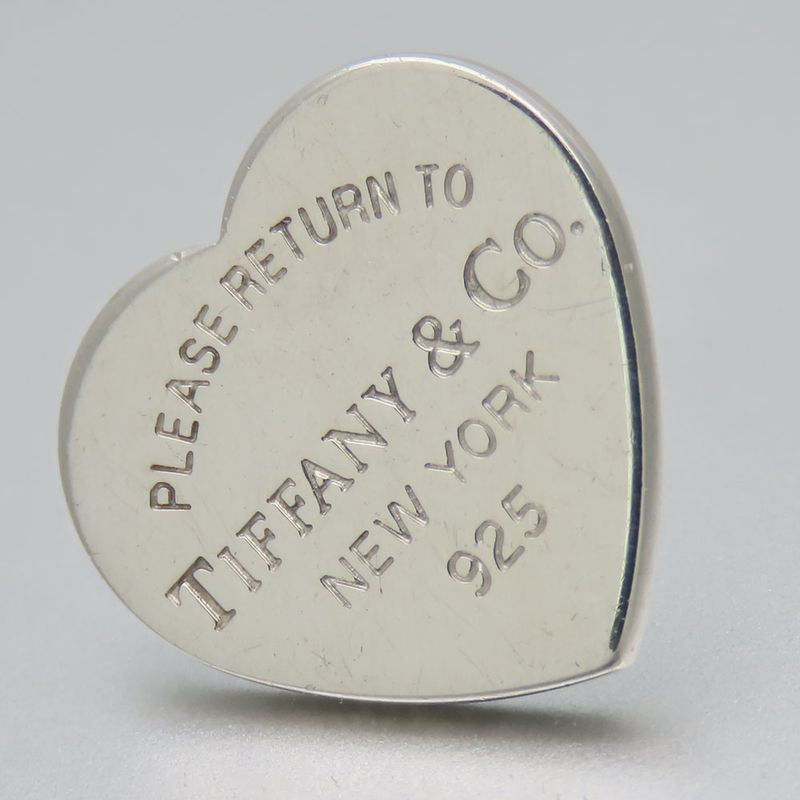 PLEASE RETURN TO
TIFFANY & CO.
NEW YORK
925